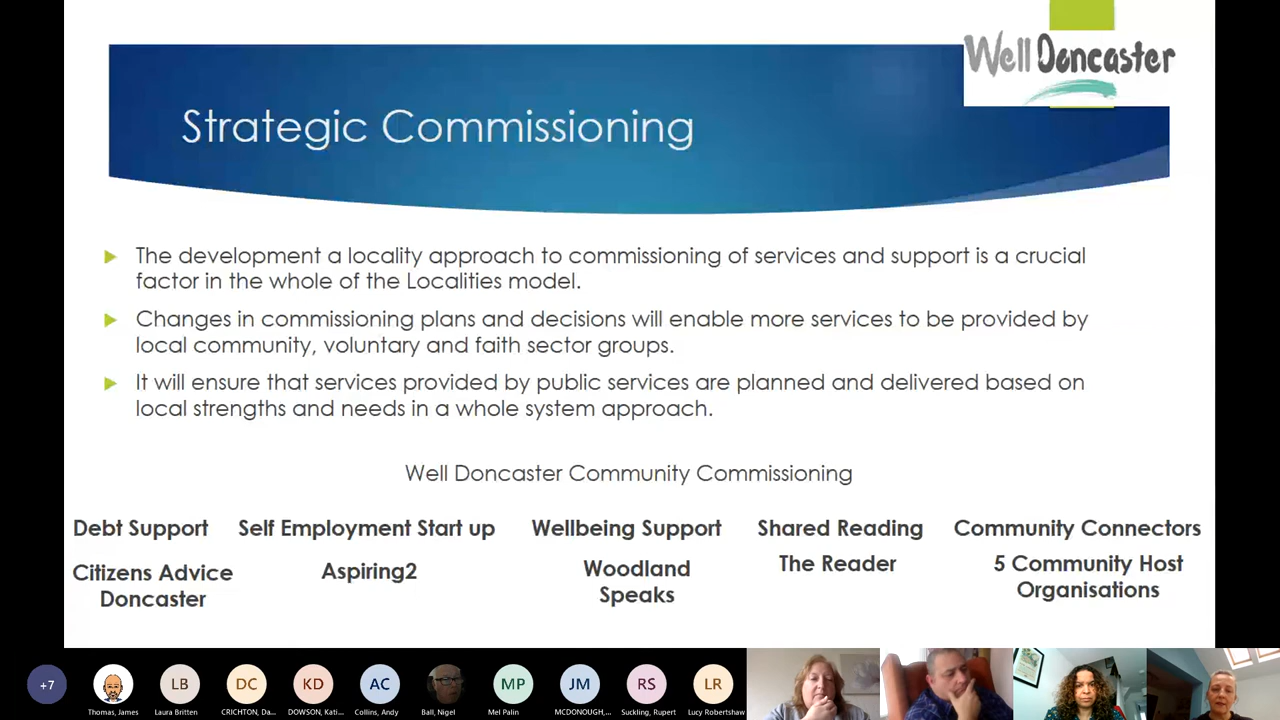 Well Doncaster
Strategic Commissioning
The development a locality approach to commissioning of services and support is a crucial
factor in the whole of the Localities model.
Changes in commissioning plans and decisions will enable more services to be provided by
local community, voluntary and faith sector groups.
It will ensure that services provided by public services are planned and delivered based on
local strengths and needs in a whole system approach.
Well Doncaster Community Commissioning
Debt Support Self Employment Start up Wellbeing Support Shared Reading Community Connectors
Citizens Advice
Doncaster
Aspiring2
Woodland
Speaks
The Reader
5 Community Host
Organisations
+7 LB DC KD AC MP JM RS LR
Thomas, James Laura Britten CRICHTON, Da... DOWSON, Kati... Collins, Andy Ball, Nigel Mel Palin MCDONOUGH,... Suckling, Rupert Lucy Robertshaw